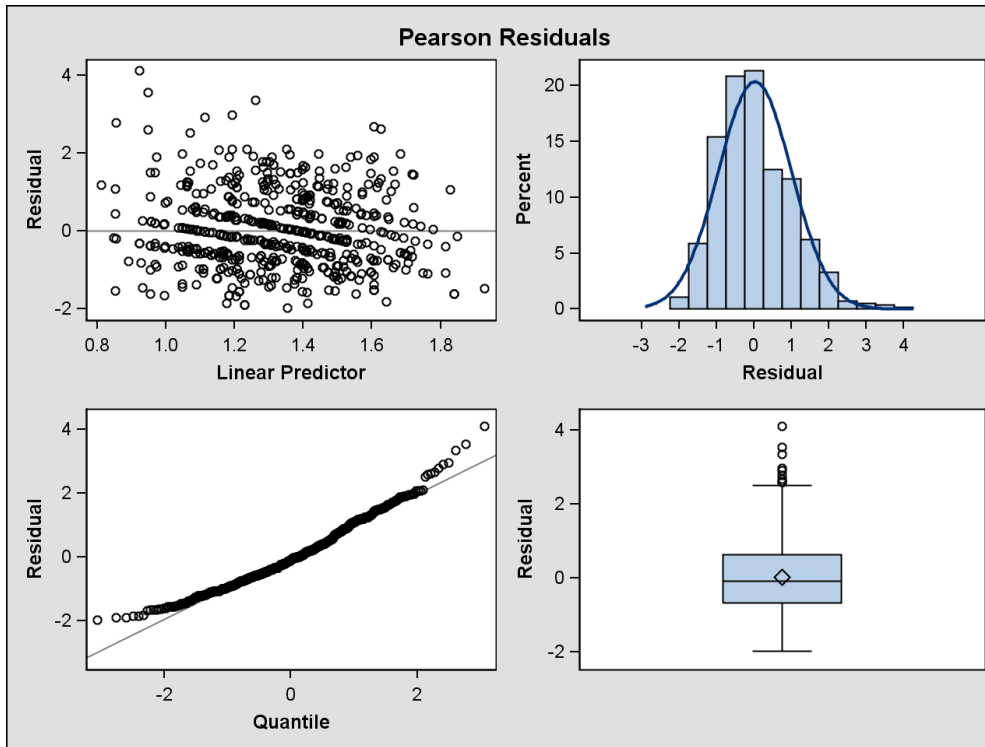 Pearson Residuals
4
2
0
-2
Residual
0.8 1.0 1.2 1.4 1.6 1.8
Linear Predictor
20
15
10
5
0
Percent
-3 -2 -1 0 1 2 3 4
Residual
4
2
0
-2
Residual
-2 0 2
Quantile
4
2
0
-2
Residual